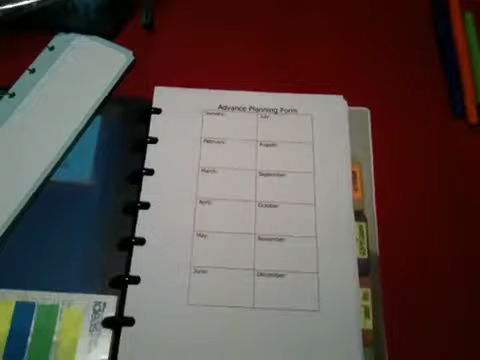 Advance Planning Form
January: July:
February: August:
March: September:
April: October:
May: November:
June: December: